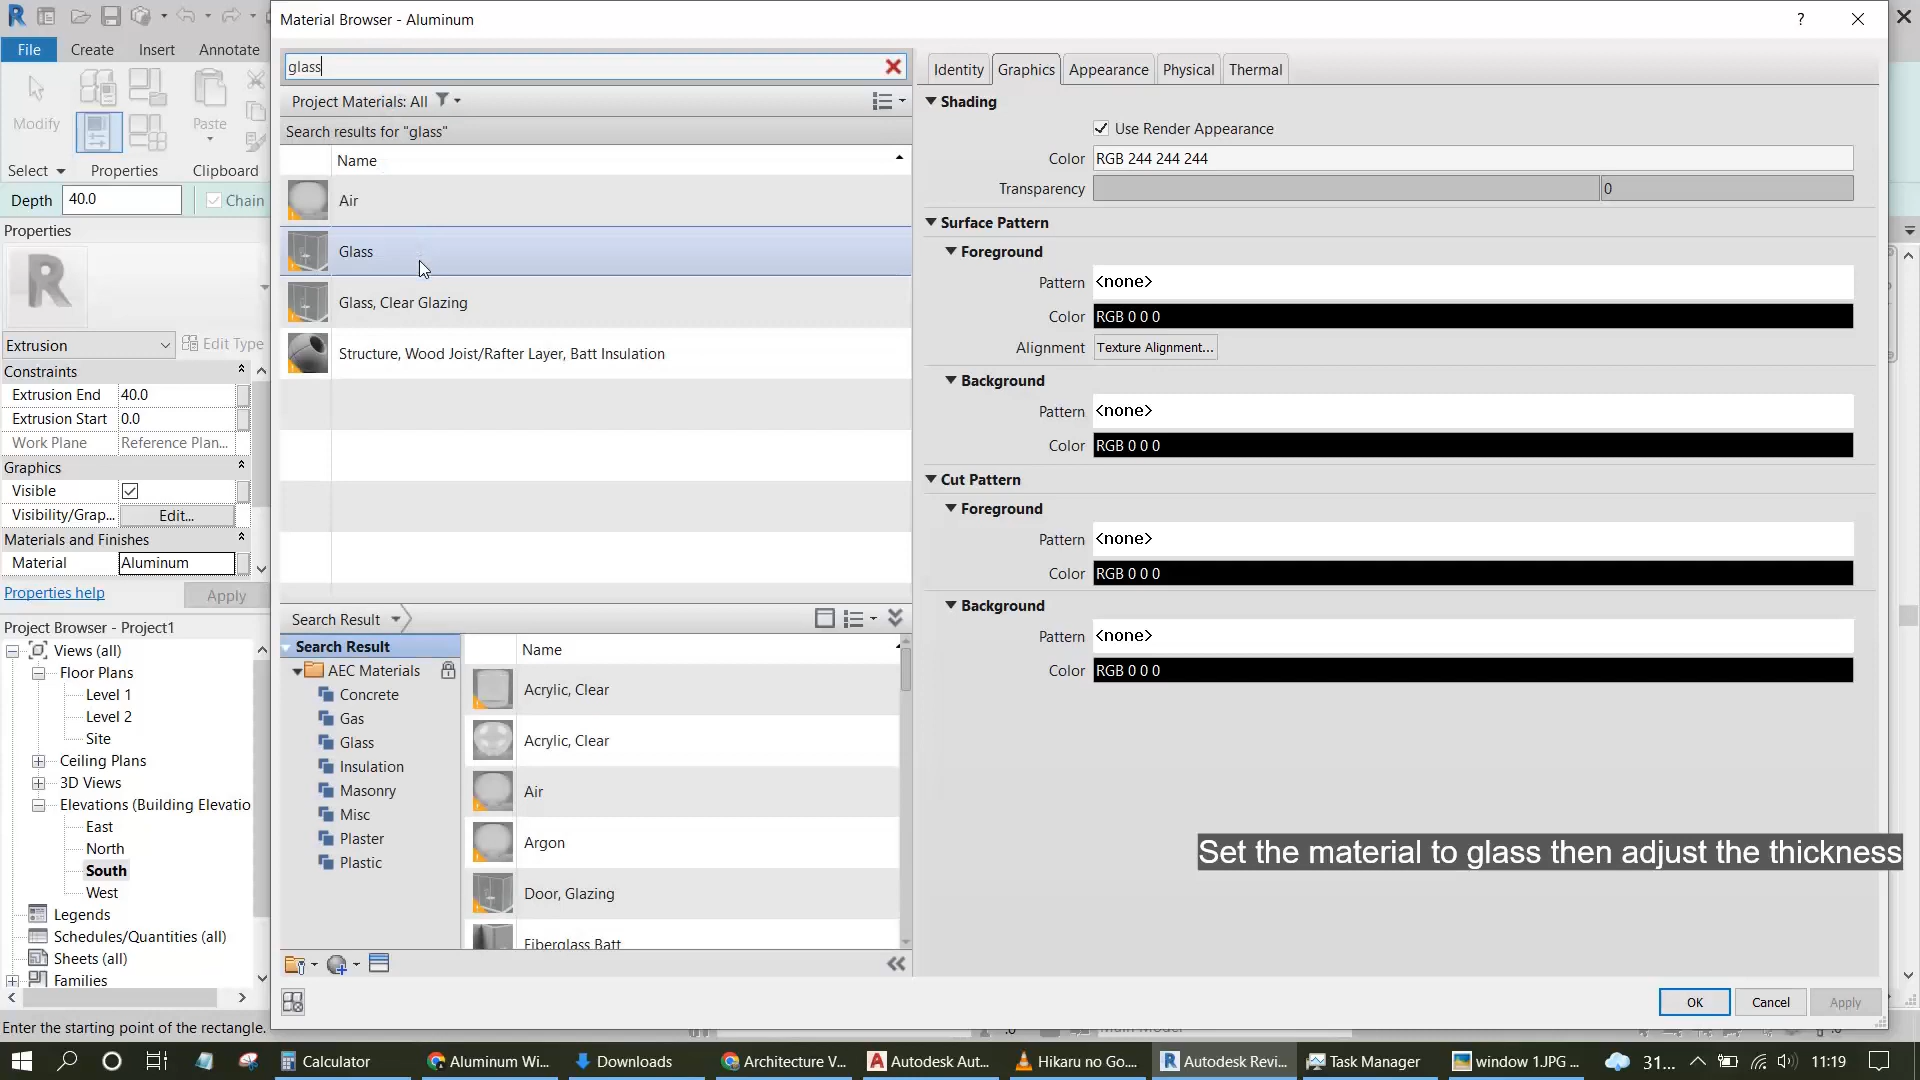 Material Browser - Aluminum
?
File
Create
Insert
Annotate
Modify
Paste
Select
Properties
Clipboard
Depth
40.0
Chain
Properties
R
Extrusion
Edit Type
Constraints
Extrusion End
40.0
Extrusion Start
0.0
Work Plane
Reference Plan...
Graphics
Visible
Visibility/Grap...
Edit...
Materials and Finishes
Material
Aluminum
Properties help
Apply
Project Browser - Project1
Views (all)
Floor Plans
Level 1
Level 2
Site
Ceiling Plans
3D Views
Elevations (Building Elevatio
East
North
South
West
Legends
Schedules/Quantities (all)
Sheets (all)
Families
Enter the starting point of the rectangle.
glass
Project Materials: All
Search results for "glass"
Name
Air
Glass
Glass, Clear Glazing
Structure, Wood Joist/Rafter Layer, Batt Insulation
Search Result
Search Result
AEC Materials
Concrete
Gas
Glass
Insulation
Masonry
Misc
Plaster
Plastic
Name
Acrylic, Clear
Acrylic, Clear
Air
Argon
Door, Glazing
Fiberglass Batt
Identity
Graphics
Appearance
Physical
Thermal
Shading
Use Render Appearance
Color
RGB 244 244 244
Transparency
0
Surface Pattern
Foreground
Pattern
<none>
Color
RGB 0 0 0
Alignment
Texture Alignment...
Background
Pattern
<none>
Color
RGB 0 0 0
Cut Pattern
Foreground
Pattern
<none>
Color
RGB 0 0 0
Background
Pattern
<none>
Color
RGB 0 0 0
Set the material to glass then adjust the thickness
OK
Cancel
Apply
Calculator
Aluminum Wi...
Downloads
Architecture V...
Autodesk Aut...
Hikaru no Go...
Autodesk Revi...
Task Manager
window 1.JPG ...
31...
11:19